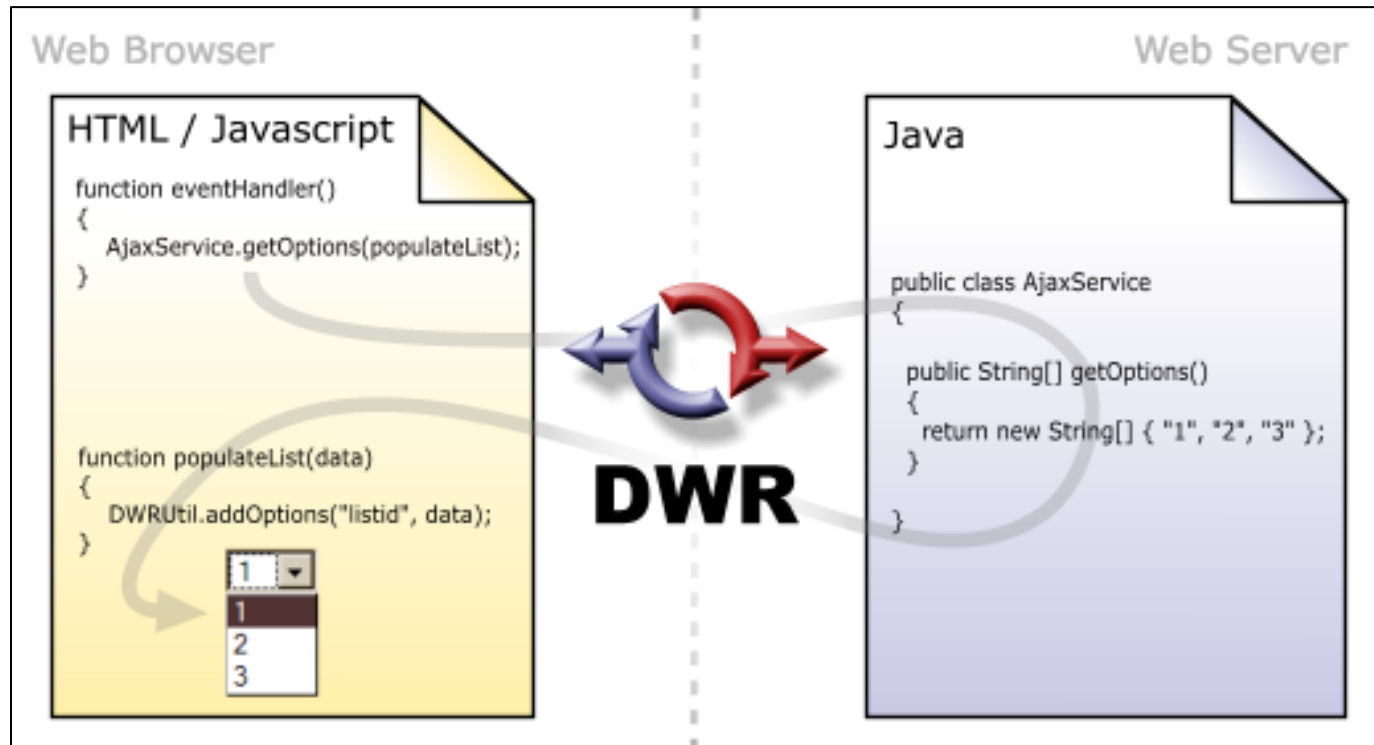 Web Browser
HTML / Javascript
function eventHandler()
{
AjaxService.getOptions(populateList);
}
function populateList(data)
{
DWRUtil.addOptions("listid", data);
}
1
1
2
3
DWR
Web Server
Java
public class AjaxService
{
public String[] getOptions()
{
return new String[] { "1", "2", "3" };
}
}